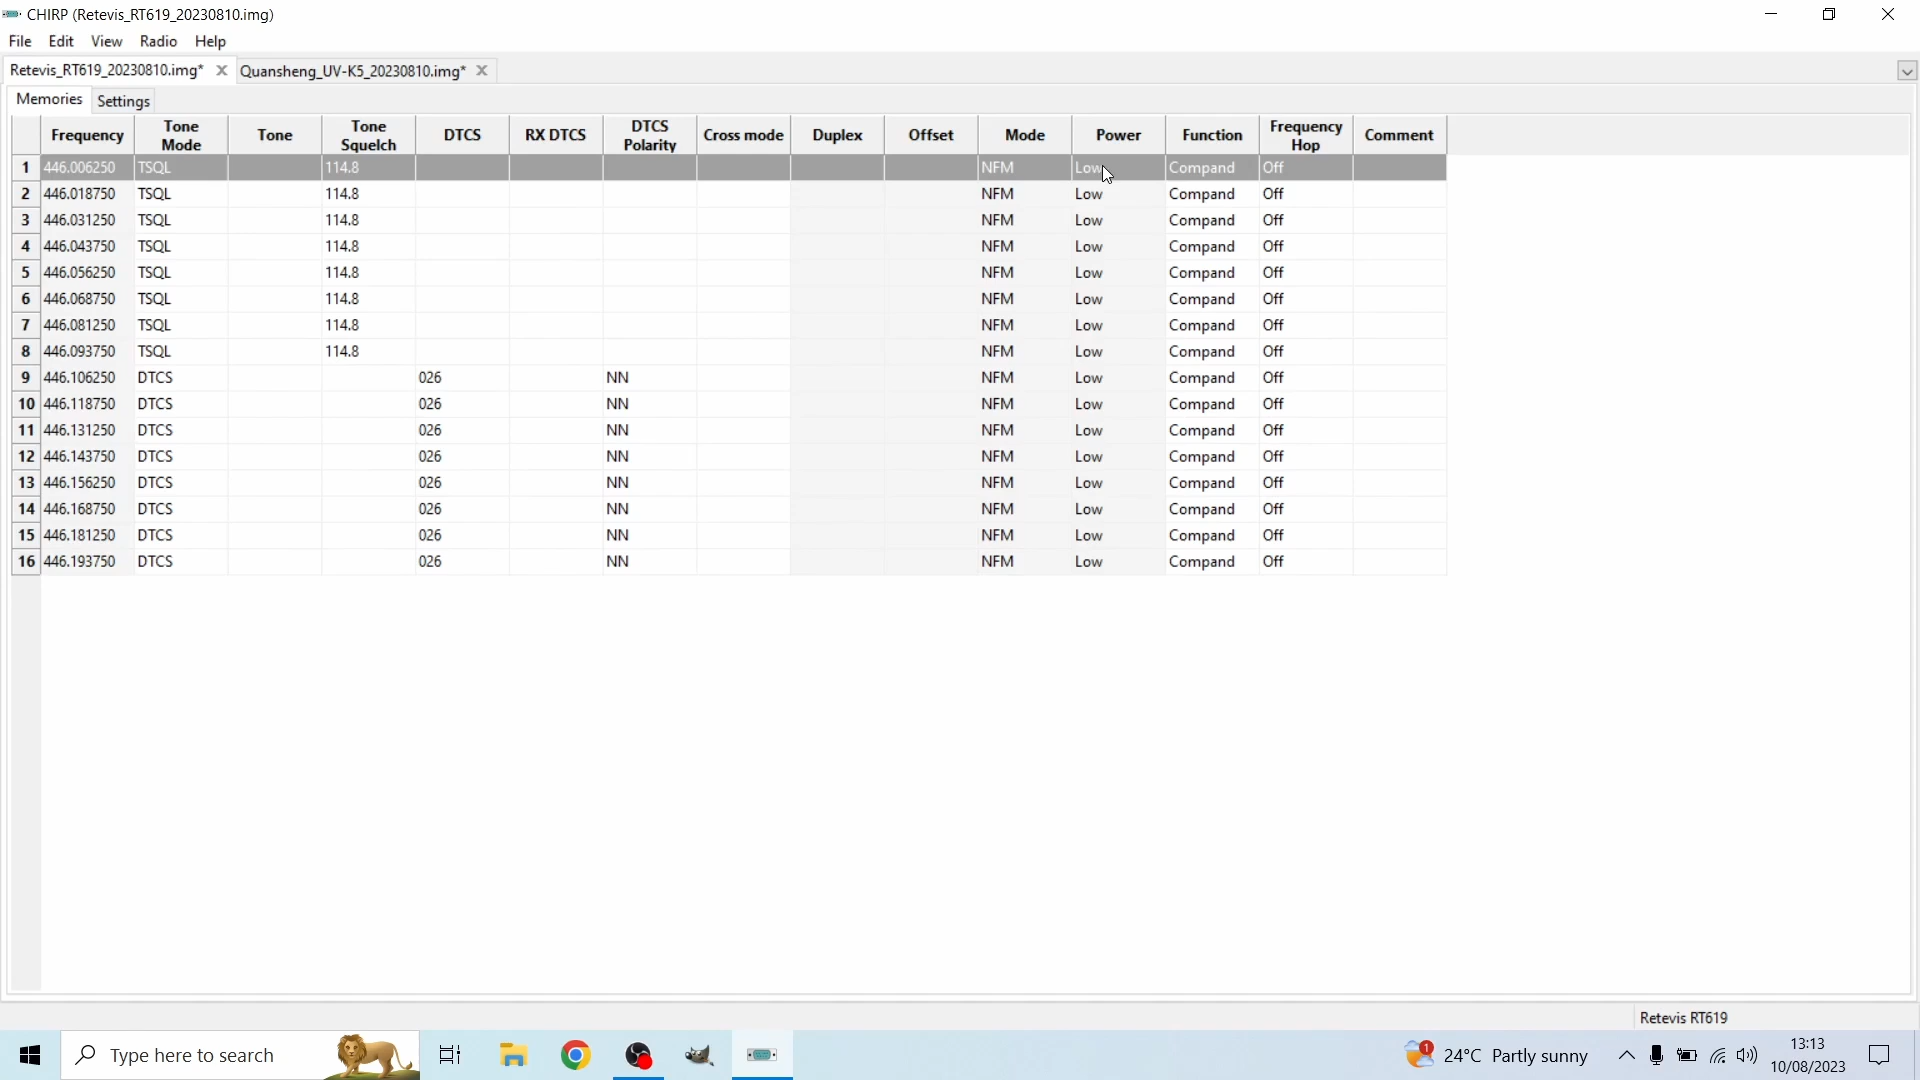 CHIRP (Retevis_RT619_20230810.img)
File Edit View Radio Help
Retevis_RT619_20230810.img* Quansheng_UV-K5_20230810.img*
Memories Settings
Frequency Tone Mode Tone Tone Squelch DTCS RX DTCS DTCS Polarity Cross mode Duplex Offset Mode Power Function Frequency Hop Comment
1 446.006250 TSQL 114.8 NFM Low Compand Off
2 446.018750 TSQL 114.8 NFM Low Compand Off
3 446.031250 TSQL 114.8 NFM Low Compand Off
4 446.043750 TSQL 114.8 NFM Low Compand Off
5 446.056250 TSQL 114.8 NFM Low Compand Off
6 446.068750 TSQL 114.8 NFM Low Compand Off
7 446.081250 TSQL 114.8 NFM Low Compand Off
8 446.093750 TSQL 114.8 NFM Low Compand Off
9 446.106250 DTCS 026 NN NFM Low Compand Off
10 446.118750 DTCS 026 NN NFM Low Compand Off
11 446.131250 DTCS 026 NN NFM Low Compand Off
12 446.143750 DTCS 026 NN NFM Low Compand Off
13 446.156250 DTCS 026 NN NFM Low Compand Off
14 446.168750 DTCS 026 NN NFM Low Compand Off
15 446.181250 DTCS 026 NN NFM Low Compand Off
16 446.193750 DTCS 026 NN NFM Low Compand Off
Retevis RT619
Type here to search 1 24°C Partly sunny 13:13
10/08/2023